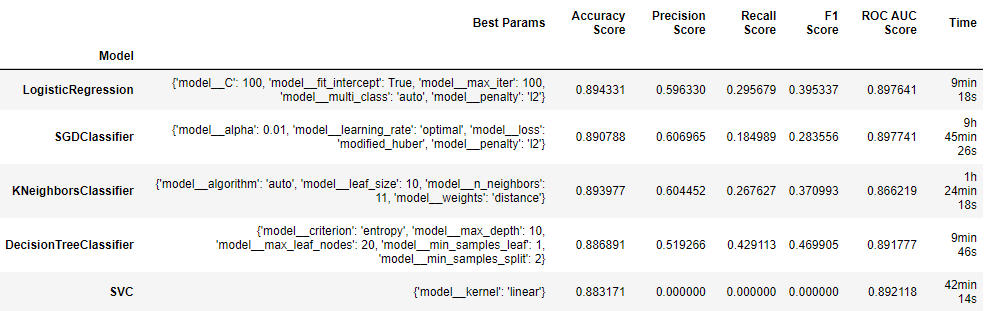 Best Params Accuracy Score Precision Score Recall Score F1 Score ROC AUC Score Time
Model
LogisticRegression {'model__C': 100, 'model__fit_intercept': True, 'model__max_iter': 100, 'model__multi_class': 'auto', 'model__penalty': 'l2'} 0.894331 0.596330 0.295679 0.395337 0.897641 9min 18s
SGDClassifier {'model__alpha': 0.01, 'model__learning_rate': 'optimal', 'model__loss': 'modified_huber', 'model__penalty': 'l2'} 0.890788 0.606965 0.184989 0.283556 0.897741 9h 45min 26s
KNeighborsClassifier {'model__algorithm': 'auto', 'model__leaf_size': 10, 'model__n_neighbors': 11, 'model__weights': 'distance'} 0.893977 0.604452 0.267627 0.370993 0.866219 1h 24min 18s
DecisionTreeClassifier {'model__criterion': 'entropy', 'model__max_depth': 10, 'model__max_leaf_nodes': 20, 'model__min_samples_leaf': 1, 'model__min_samples_split': 2} 0.886891 0.519266 0.429113 0.469905 0.891777 9min 46s
SVC {'model__kernel': 'linear'} 0.883171 0.000000 0.000000 0.000000 0.892118 42min 14s